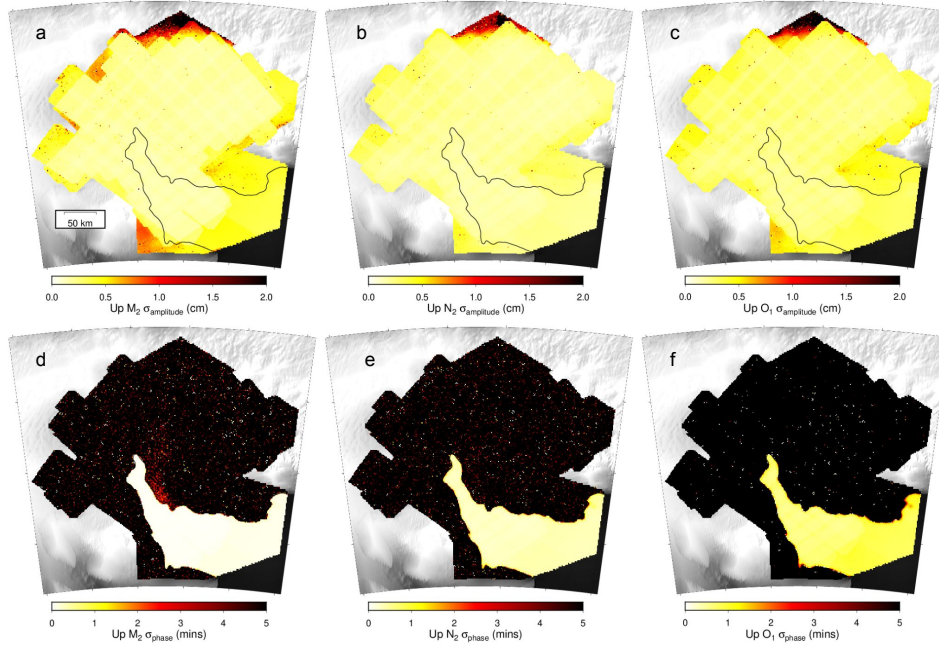 a
b
c
50 km
0.0 0.5 1.0 1.5 2.0
Up M₂ σamplitude (cm)
0.0 0.5 1.0 1.5 2.0
Up N₂ σamplitude (cm)
0.0 0.5 1.0 1.5 2.0
Up O₁ σamplitude (cm)
d
e
f
0 1 2 3 4 5
Up M₂ σphase (mins)
0 1 2 3 4 5
Up N₂ σphase (mins)
0 1 2 3 4 5
Up O₁ σphase (mins)